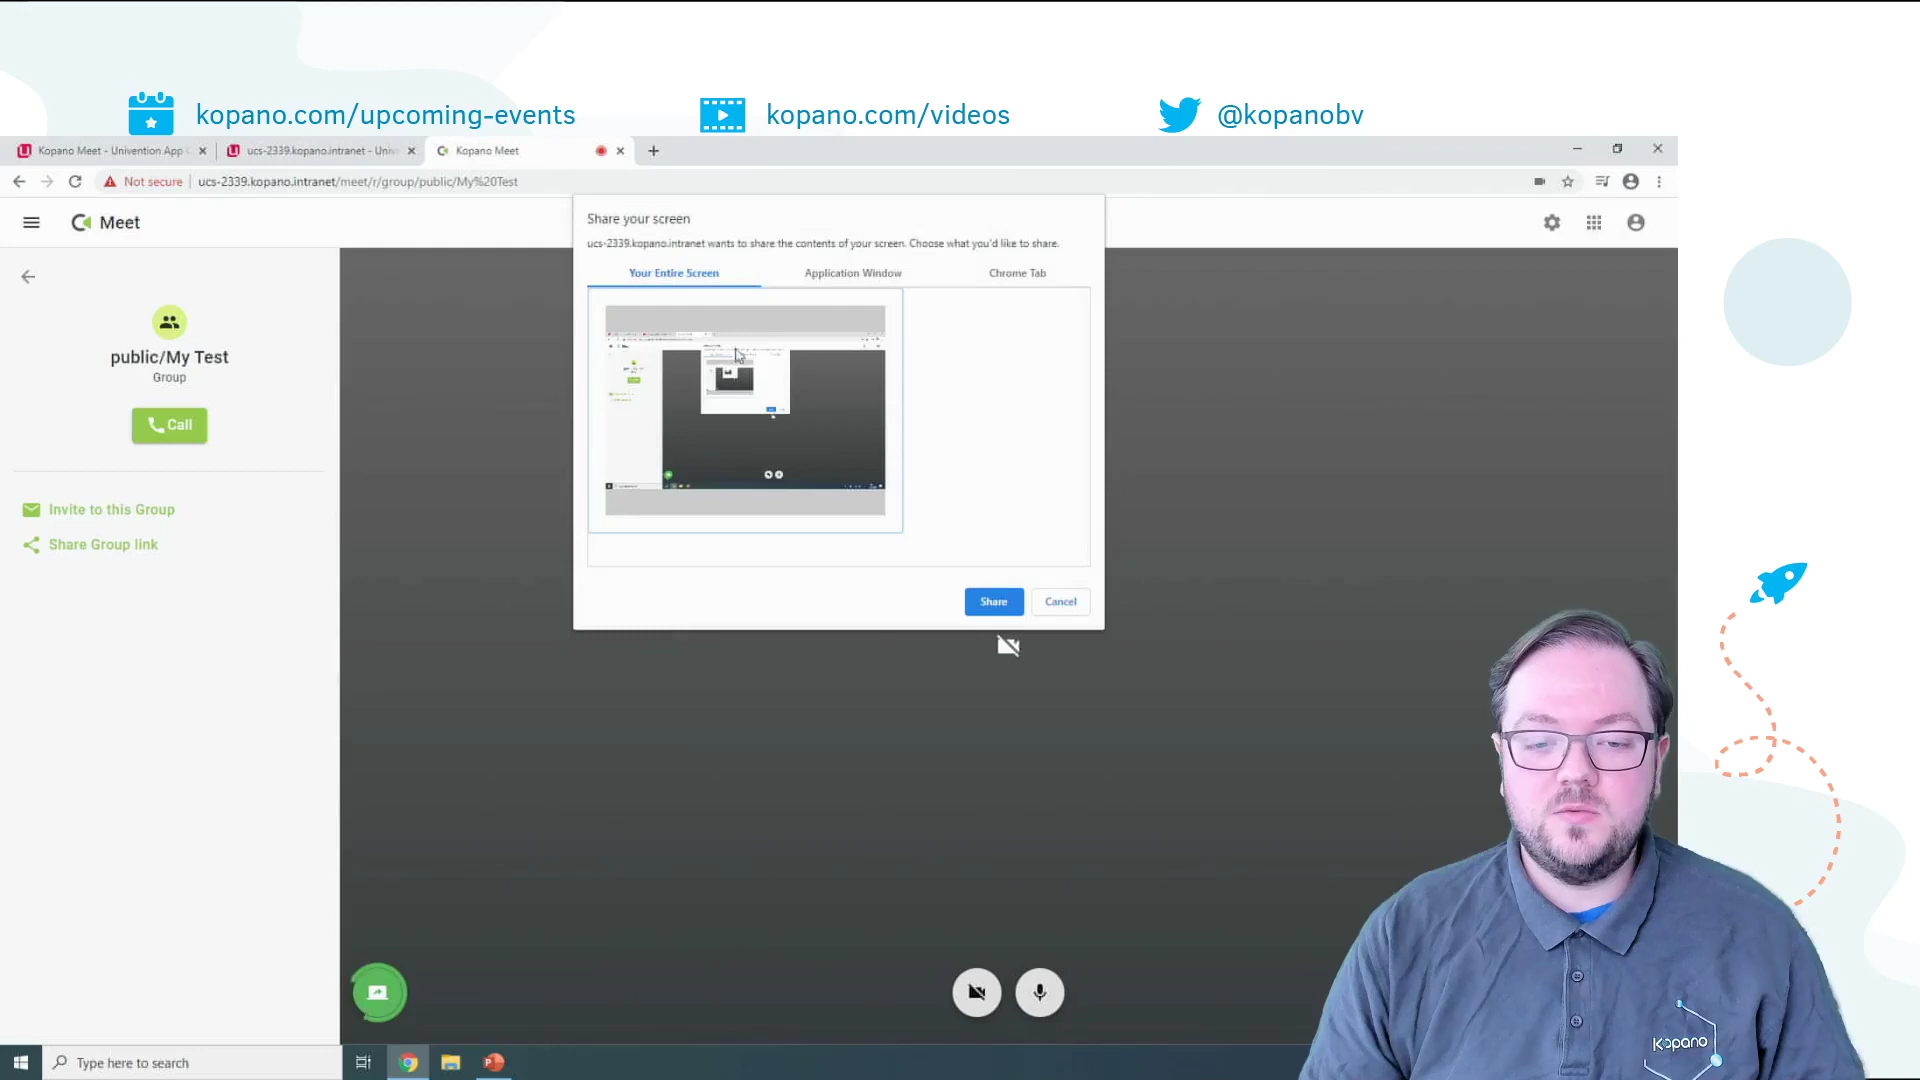 kopano.com/upcoming-events
kopano.com/videos
@kopanobv
Kopano Meet - Univention App
ucs-2339.kopano.intranet - Univ
Kopano Meet
Not secure
ucs-2339.kopano.intranet/meet/r/group/public/My%20Test
Meet
Share your screen
ucs-2339.kopano.intranet wants to share the contents of your screen. Choose what you'd like to share.
Your Entire Screen
Application Window
Chrome Tab
public/My Test
Group
Call
Invite to this Group
Share Group link
Share
Cancel
Type here to search
Kopano